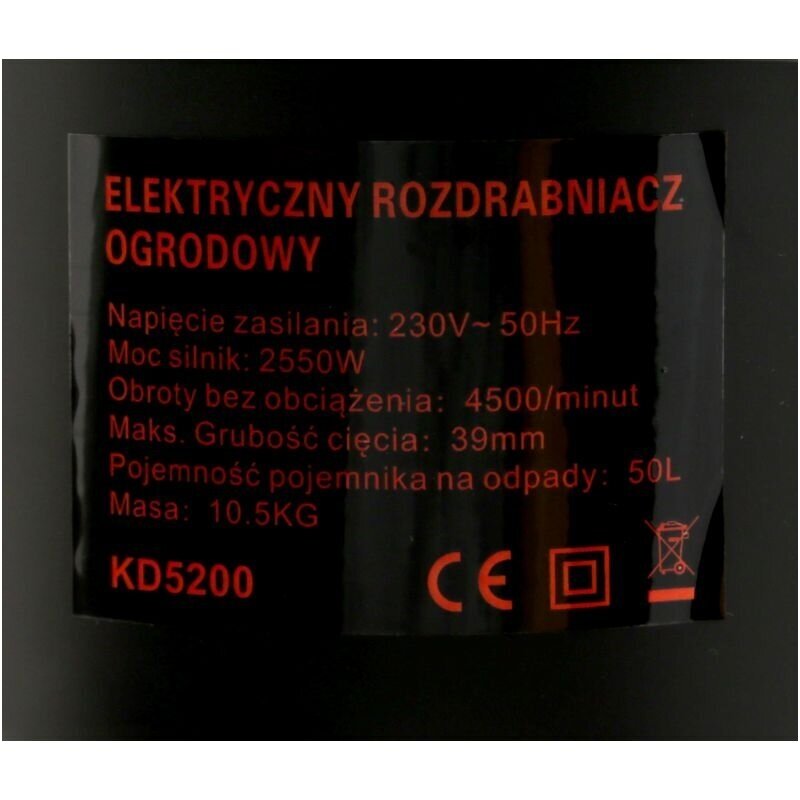 ELEKTRYCZNY ROZDRABNIACZ
OGRODOWY
Napięcie zasilania: 230V~ 50Hz
Moc silnik: 2550W
Obroty bez obciążenia: 4500/minut
Maks. Grubość cięcia: 39mm
Pojemność pojemnika na odpady: 50L
Masa: 10.5KG
KD5200 CE